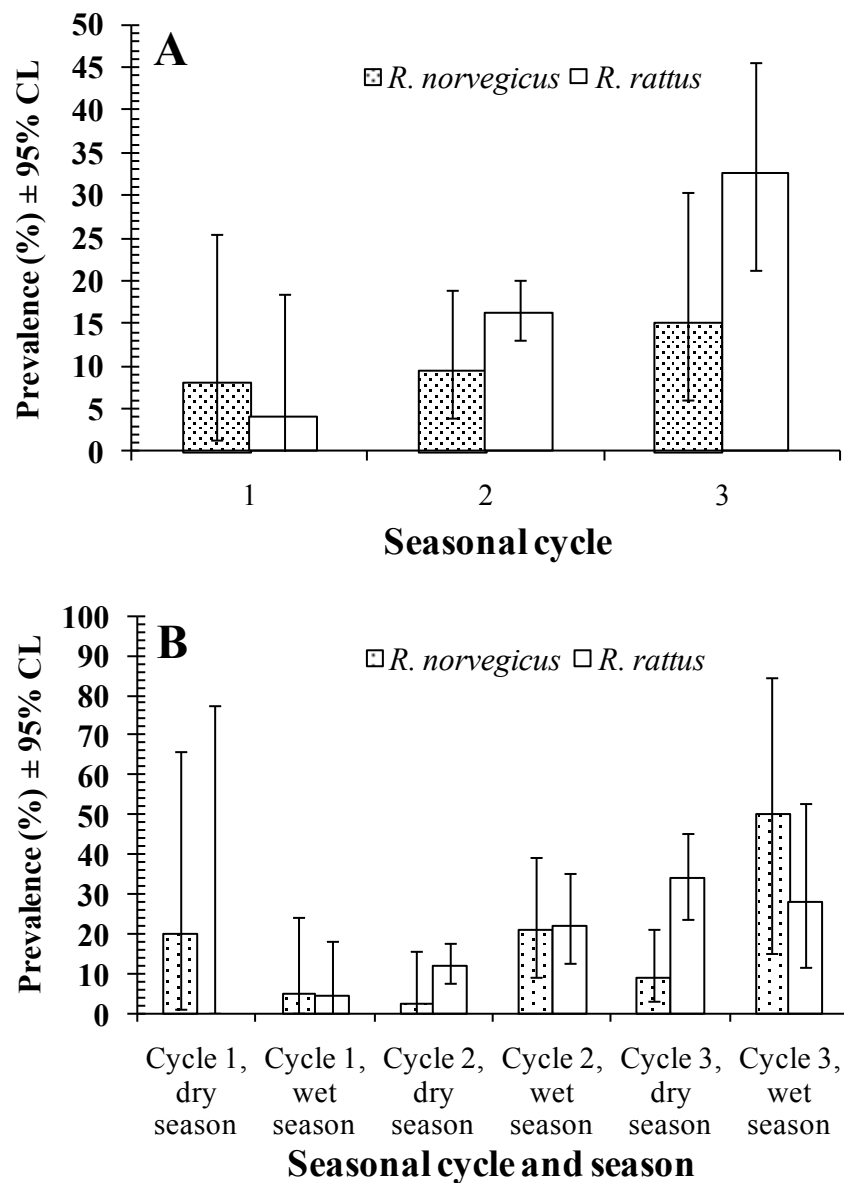 A
R. norvegicus R. rattus
Prevalence (%) ± 95% CL
50
45
40
35
30
25
20
15
10
5
0
1 2 3
Seasonal cycle
B
R. norvegicus R. rattus
Prevalence (%) ± 95% CL
100
90
80
70
60
50
40
30
20
10
0
Cycle 1, dry season
Cycle 1, wet season
Cycle 2, dry season
Cycle 2, wet season
Cycle 3, dry season
Cycle 3, wet season
Seasonal cycle and season